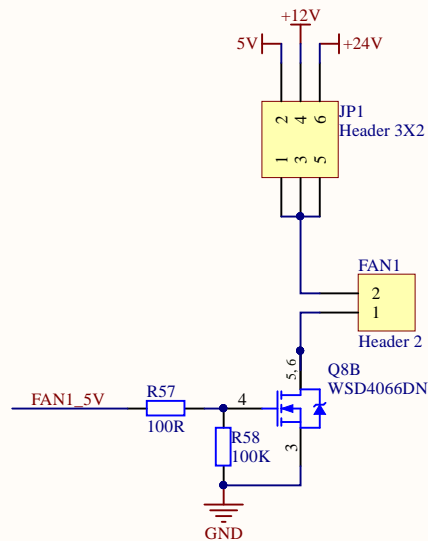 +12V
5V
+24V
2
4
6
JP1
Header 3X2
1
3
5
FAN1
2
1
Header 2
5, 6
Q8B
WSD4066DN
FAN1_5V
R57
100R
4
R58
100K
3
GND